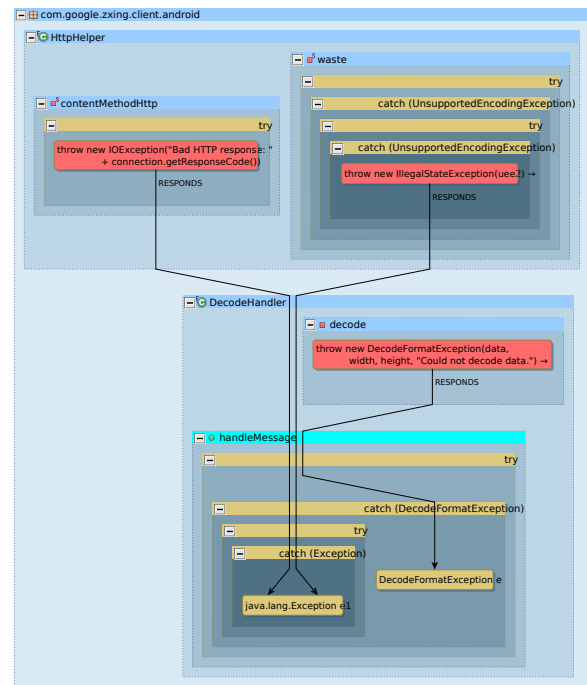 com.google.zxing.client.android
HttpHelper
waste
try
contentMethodHttp
catch (UnsupportedEncodingException)
try
try
throw new IOException("Bad HTTP response: "
+ connection.getResponseCode())
catch (UnsupportedEncodingException)
throw new IllegalStateException(uee2) →
RESPONDS
RESPONDS
DecodeHandler
decode
throw new DecodeFormatException(data,
width, height, "Could not decode data.") →
RESPONDS
handleMessage
try
catch (DecodeFormatException)
try
catch (Exception)
DecodeFormatException e
java.lang.Exception e1